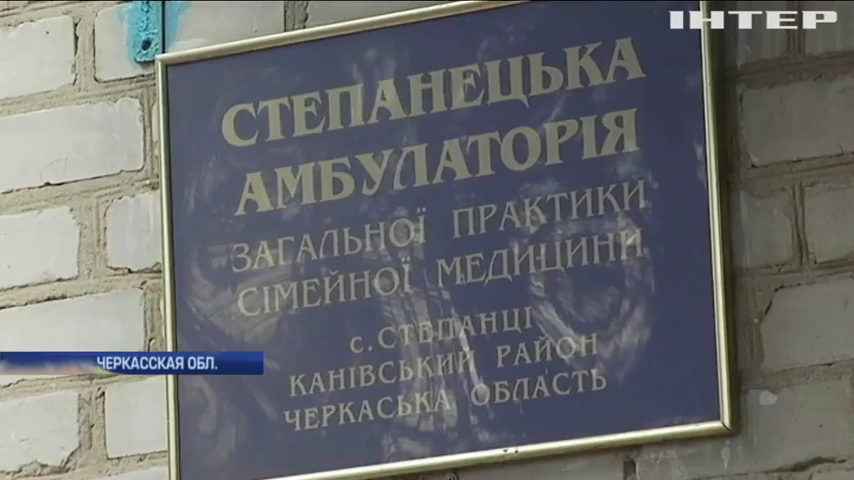 ІНТЕР
СТЕПАНЕЦЬКА
АМБУЛАТОРІЯ
ЗАГАЛЬНОЇ ПРАКТИКИ
СІМЕЙНОЇ МЕДИЦИНИ
с. СТЕПАНЦІ
КАНІВСЬКИЙ РАЙОН
ЧЕРКАСЬКА ОБЛАСТЬ
ЧЕРКАССКАЯ ОБЛ.